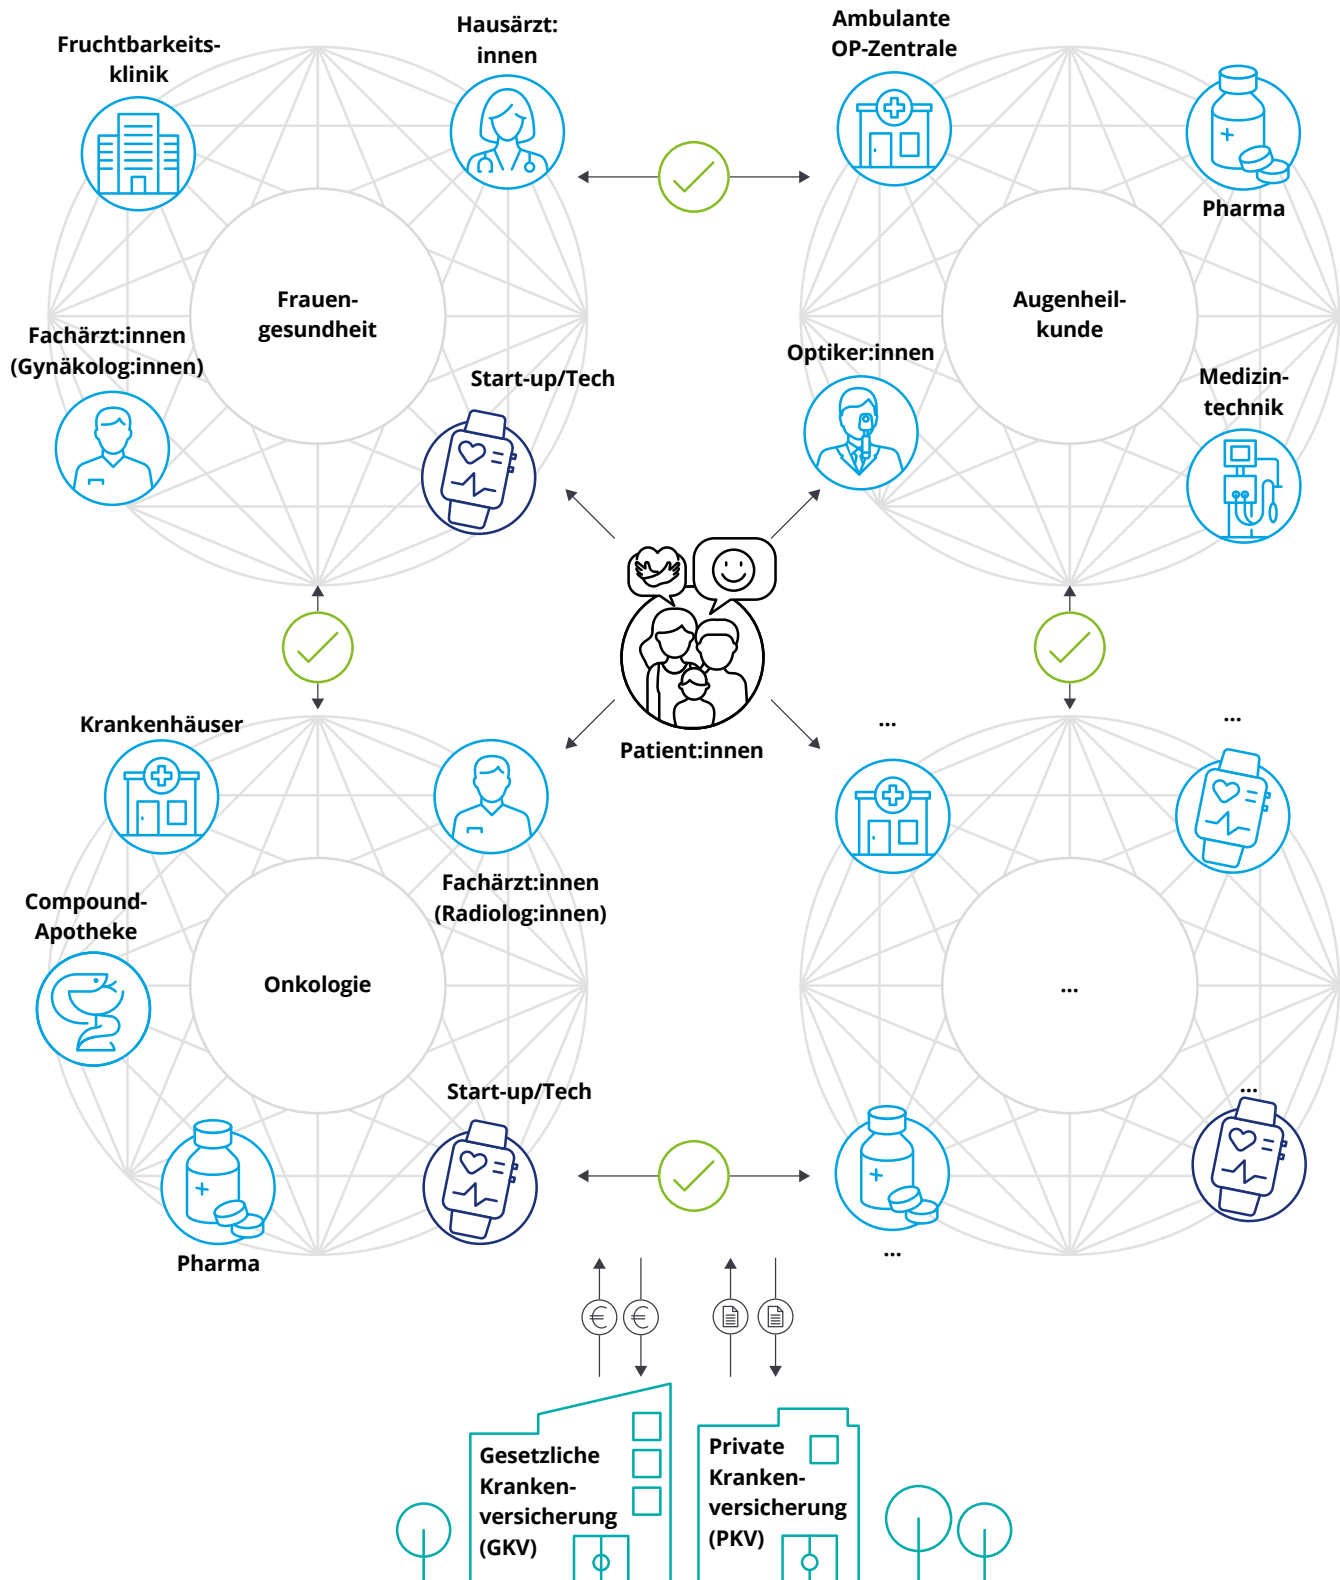 Fruchtbarkeits-
klinik
Hausärzt:
innen
Ambulante
OP-Zentrale
Pharma
Frauen-
gesundheit
Augenheil-
kunde
Fachärzt:innen
(Gynäkolog:innen)
Start-up/Tech
Optiker:innen
Medizin-
technik
Patient:innen
Krankenhäuser
...
...
Fachärzt:innen
(Radiolog:innen)
Compound-
Apotheke
Onkologie
...
Start-up/Tech
...
Pharma
...
€
€
Gesetzliche
Kranken-
versicherung
(GKV)
Private
Kranken-
versicherung
(PKV)